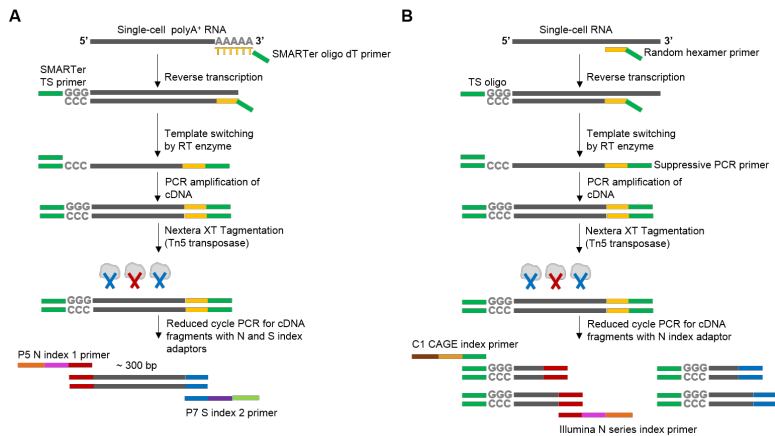 A
Single-cell polyA⁺ RNA
5' AAAAA 3'
SMARTer oligo dT primer
Reverse transcription
SMARTer
TS primer
GGG
CCC
Template switching
by RT enzyme
CCC
PCR amplification of
cDNA
GGG
CCC
Nextera XT Tagmentation
(Tn5 transposase)
GGG
CCC
Reduced cycle PCR for cDNA
fragments with N and S index
adaptors
P5 N index 1 primer
~ 300 bp
P7 S index 2 primer
B
Single-cell RNA
5' 3'
Random hexamer primer
Reverse transcription
TS oligo
GGG
CCC
Template switching
by RT enzyme
CCC
Suppressive PCR primer
PCR amplification of
cDNA
GGG
CCC
Nextera XT Tagmentation
(Tn5 transposase)
GGG
CCC
Reduced cycle PCR for cDNA
fragments with N index
adaptor
C1 CAGE index primer
GGG GGG
CCC CCC
GGG GGG
CCC CCC
Illumina N series index primer